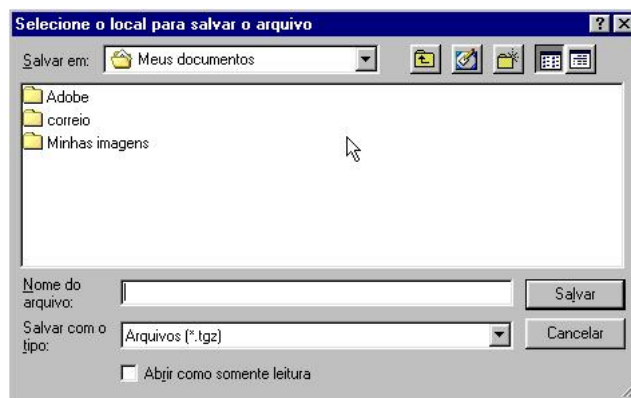 Selecione o local para salvar o arquivo
Salvar em: Meus documentos
Adobe
correio
Minhas imagens
Nome do arquivo:
Salvar
Salvar com o tipo:
Arquivos (*.tgz)
Cancelar
Abrir como somente leitura